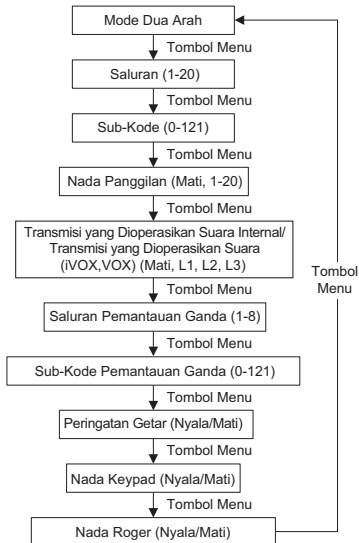 Mode Dua Arah
Tombol Menu
Saluran (1-20)
Tombol Menu
Sub-Kode (0-121)
Tombol Menu
Nada Panggilan (Mati, 1-20)
Tombol Menu
Transmisi yang Dioperasikan Suara Internal/
Transmisi yang Dioperasikan Suara
(iVOX,VOX) (Mati, L1, L2, L3)
Tombol Menu
Saluran Pemantauan Ganda (1-8)
Tombol Menu
Sub-Kode Pemantauan Ganda (0-121)
Tombol Menu
Peringatan Getar (Nyala/Mati)
Tombol Menu
Nada Keypad (Nyala/Mati)
Tombol Menu
Nada Roger (Nyala/Mati)
Tombol
Menu